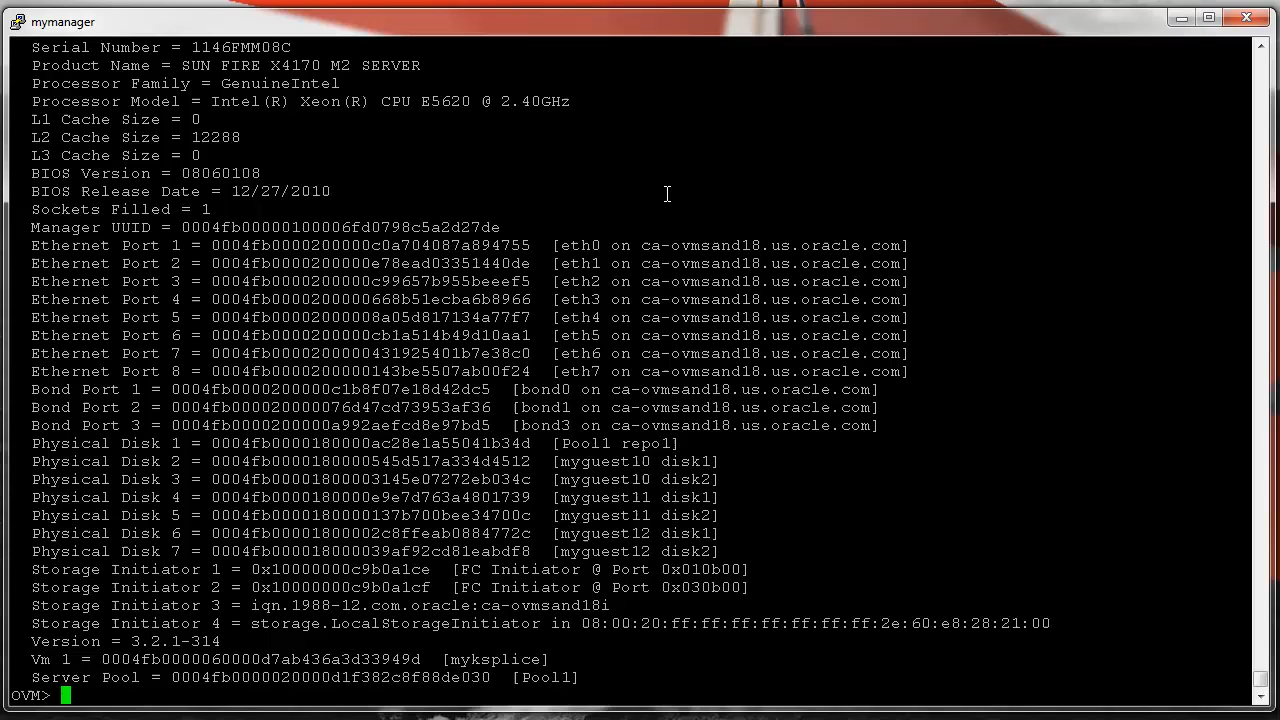 mymanager
Serial Number = 1146FMM08C
Product Name = SUN FIRE X4170 M2 SERVER
Processor Family = GenuineIntel
Processor Model = Intel(R) Xeon(R) CPU E5620 @ 2.40GHz
L1 Cache Size = 0
L2 Cache Size = 12288
L3 Cache Size = 0
BIOS Version = 08060108
BIOS Release Date = 12/27/2010
Sockets Filled = 1
Manager UUID = 0004fb00000100006fd0798c5a2d27de
Ethernet Port 1 = 0004fb0000200000c0a704087a894755  [eth0 on ca-ovmsand18.us.oracle.com]
Ethernet Port 2 = 0004fb0000200000e78ead03351440de  [eth1 on ca-ovmsand18.us.oracle.com]
Ethernet Port 3 = 0004fb0000200000c99657b955beeef5  [eth2 on ca-ovmsand18.us.oracle.com]
Ethernet Port 4 = 0004fb0000200000668b51ecba6b8966  [eth3 on ca-ovmsand18.us.oracle.com]
Ethernet Port 5 = 0004fb00002000008a05d817134a77f7  [eth4 on ca-ovmsand18.us.oracle.com]
Ethernet Port 6 = 0004fb0000200000cb1a514b49d10aa1  [eth5 on ca-ovmsand18.us.oracle.com]
Ethernet Port 7 = 0004fb0000200000431925401b7e38c0  [eth6 on ca-ovmsand18.us.oracle.com]
Ethernet Port 8 = 0004fb0000200000143be5507ab00f24  [eth7 on ca-ovmsand18.us.oracle.com]
Bond Port 1 = 0004fb0000200000c1b8f07e18d42dc5  [bond0 on ca-ovmsand18.us.oracle.com]
Bond Port 2 = 0004fb000020000076d47cd73953af36  [bond1 on ca-ovmsand18.us.oracle.com]
Bond Port 3 = 0004fb0000200000a992aefcd8e97bd5  [bond3 on ca-ovmsand18.us.oracle.com]
Physical Disk 1 = 0004fb0000180000ac28e1a55041b34d  [Pool1 repo1]
Physical Disk 2 = 0004fb0000180000545d517a334d4512  [myguest10 disk1]
Physical Disk 3 = 0004fb00001800003145e07272eb034c  [myguest10 disk2]
Physical Disk 4 = 0004fb0000180000e9e7d763a4801739  [myguest11 disk1]
Physical Disk 5 = 0004fb0000180000137b700bee34700c  [myguest11 disk2]
Physical Disk 6 = 0004fb00001800002c8ffeab0884772c  [myguest12 disk1]
Physical Disk 7 = 0004fb000018000039af92cd81eabdf8  [myguest12 disk2]
Storage Initiator 1 = 0x10000000c9b0a1ce  [FC Initiator @ Port 0x010b00]
Storage Initiator 2 = 0x10000000c9b0a1cf  [FC Initiator @ Port 0x030b00]
Storage Initiator 3 = iqn.1988-12.com.oracle:ca-ovmsand18i
Storage Initiator 4 = storage.LocalStorageInitiator in 08:00:20:ff:ff:ff:ff:ff:ff:ff:2e:60:e8:28:21:00
Version = 3.2.1-314
Vm 1 = 0004fb0000060000d7ab436a3d33949d  [myksplice]
Server Pool = 0004fb0000020000d1f382c8f88de030  [Pool1]
OVM>